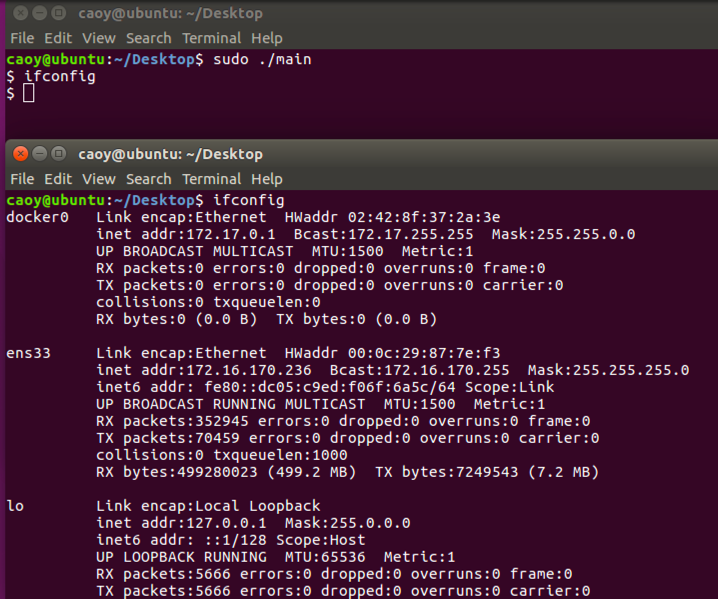 caoy@ubuntu: ~/Desktop
File Edit View Search Terminal Help
caoy@ubuntu:~/Desktop$ sudo ./main
$ ifconfig
$
caoy@ubuntu: ~/Desktop
File Edit View Search Terminal Help
caoy@ubuntu:~/Desktop$ ifconfig
docker0   Link encap:Ethernet  HWaddr 02:42:8f:37:2a:3e
          inet addr:172.17.0.1  Bcast:172.17.255.255  Mask:255.255.0.0
          UP BROADCAST MULTICAST  MTU:1500  Metric:1
          RX packets:0 errors:0 dropped:0 overruns:0 frame:0
          TX packets:0 errors:0 dropped:0 overruns:0 carrier:0
          collisions:0 txqueuelen:0
          RX bytes:0 (0.0 B)  TX bytes:0 (0.0 B)
ens33     Link encap:Ethernet  HWaddr 00:0c:29:87:7e:f3
          inet addr:172.16.170.236  Bcast:172.16.170.255  Mask:255.255.255.0
          inet6 addr: fe80::dc05:c9ed:f06f:6a5c/64 Scope:Link
          UP BROADCAST RUNNING MULTICAST  MTU:1500  Metric:1
          RX packets:352945 errors:0 dropped:0 overruns:0 frame:0
          TX packets:70459 errors:0 dropped:0 overruns:0 carrier:0
          collisions:0 txqueuelen:1000
          RX bytes:499280023 (499.2 MB)  TX bytes:7249543 (7.2 MB)
lo        Link encap:Local Loopback
          inet addr:127.0.0.1  Mask:255.0.0.0
          inet6 addr: ::1/128 Scope:Host
          UP LOOPBACK RUNNING  MTU:65536  Metric:1
          RX packets:5666 errors:0 dropped:0 overruns:0 frame:0
          TX packets:5666 errors:0 dropped:0 overruns:0 carrier:0